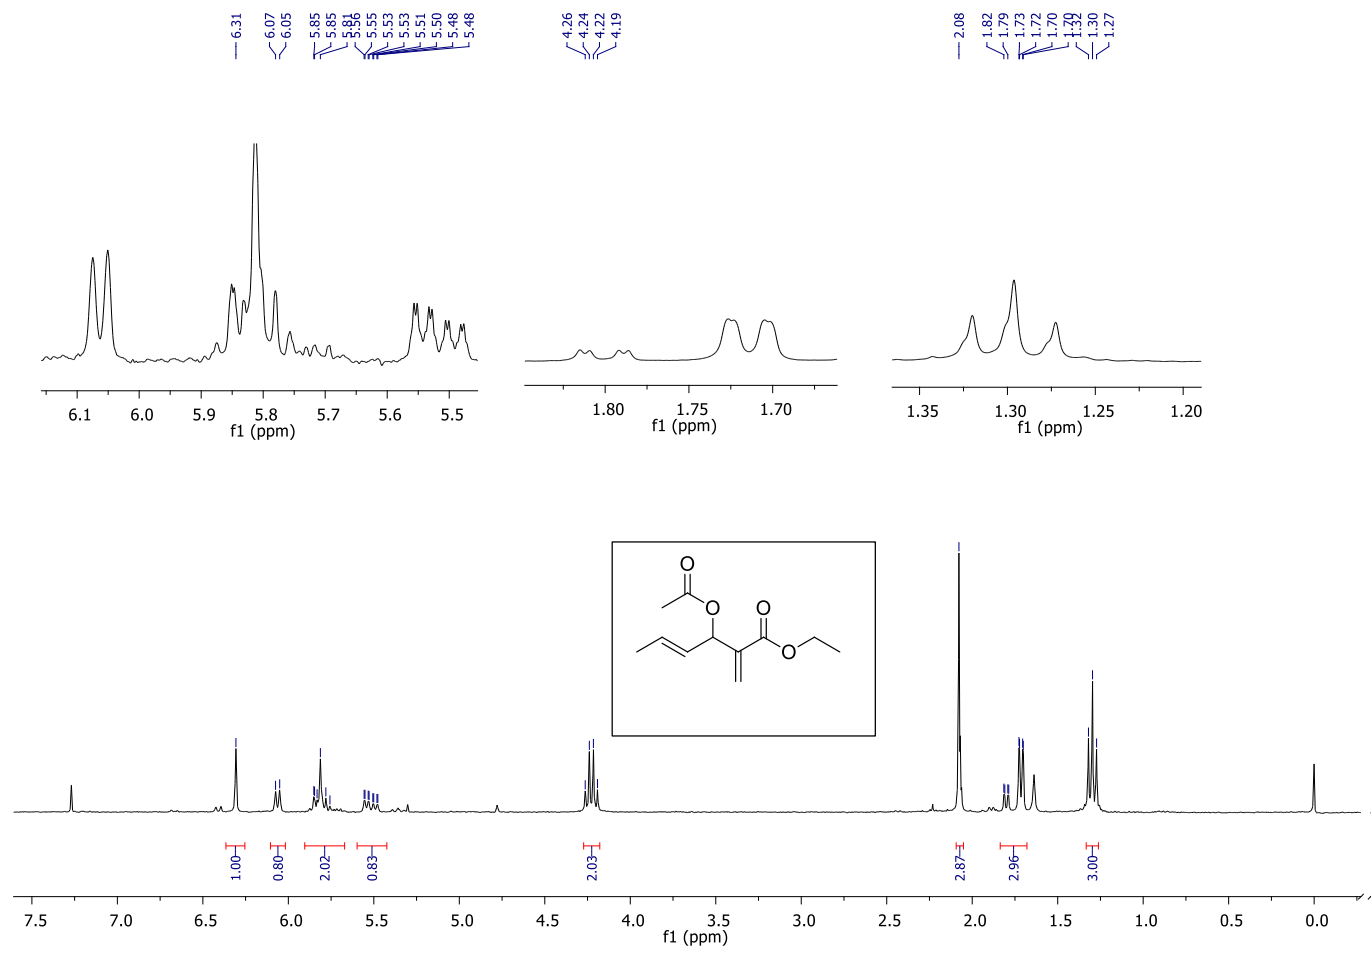 6.31 6.07 6.05 5.85 5.85 5.81 5.56 5.55 5.53 5.53 5.51 5.50 5.48 5.48 4.26 4.24 4.22 4.19 2.08 1.82 1.79 1.73 1.72 1.70 1.70 1.32 1.30 1.27
6.1 6.0 5.9 5.8 5.7 5.6 5.5
f1 (ppm)
1.80 1.75 1.70
f1 (ppm)
1.35 1.30 1.25 1.20
f1 (ppm)
O
O O
O
1.00 0.80 2.02 0.83 2.03 2.87 2.96 3.00
7.5 7.0 6.5 6.0 5.5 5.0 4.5 4.0 3.5 3.0 2.5 2.0 1.5 1.0 0.5 0.0
f1 (ppm)